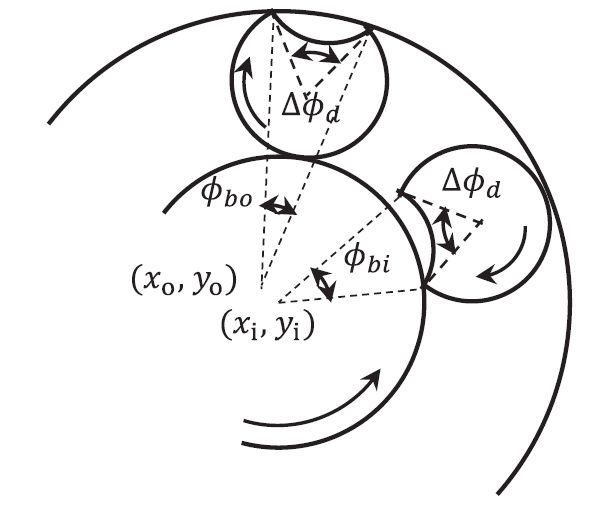 Δϕ_d
Δϕ_d
ϕ_bo
ϕ_bi
(x_o, y_o)
(x_i, y_i)